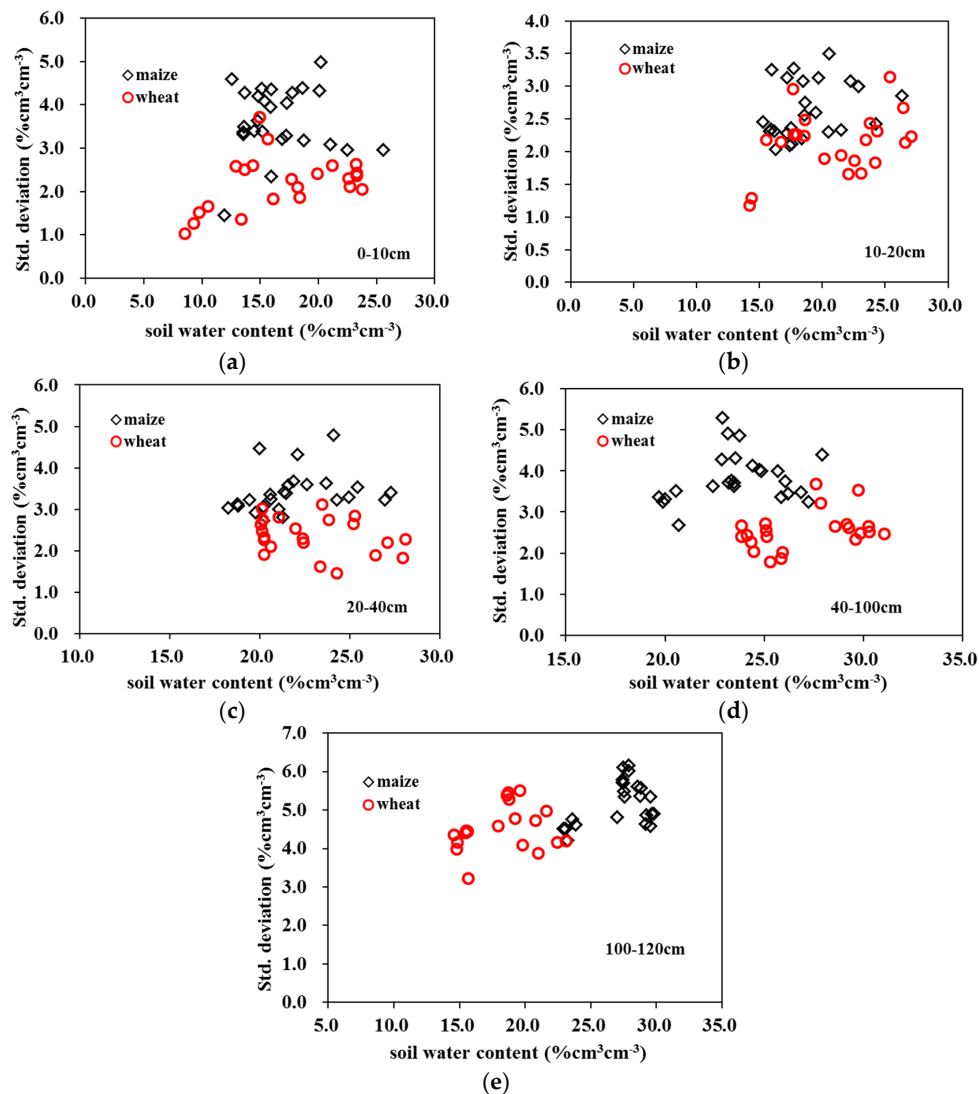 6.0
5.0
4.0
3.0
2.0
1.0
0.0
Std. deviation (%cm³cm⁻³)
maize
wheat
0-10cm
0.0 5.0 10.0 15.0 20.0 25.0 30.0
soil water content (%cm³cm⁻³)
(a)
4.0
3.5
3.0
2.5
2.0
1.5
1.0
0.5
0.0
Std. deviation (%cm³cm⁻³)
maize
wheat
10-20cm
0.0 5.0 10.0 15.0 20.0 25.0 30.0
soil water content (%cm³cm⁻³)
(b)
6.0
5.0
4.0
3.0
2.0
1.0
0.0
Std. deviation (%cm³cm⁻³)
maize
wheat
20-40cm
10.0 15.0 20.0 25.0 30.0
soil water content (%cm³cm⁻³)
(c)
6.0
5.0
4.0
3.0
2.0
1.0
0.0
Std. deviation (%cm³cm⁻³)
maize
wheat
40-100cm
15.0 20.0 25.0 30.0 35.0
soil water content (%cm³cm⁻³)
(d)
7.0
6.0
5.0
4.0
3.0
2.0
1.0
0.0
Std. deviation (%cm³cm⁻³)
maize
wheat
100-120cm
5.0 10.0 15.0 20.0 25.0 30.0 35.0
soil water content (%cm³cm⁻³)
(e)